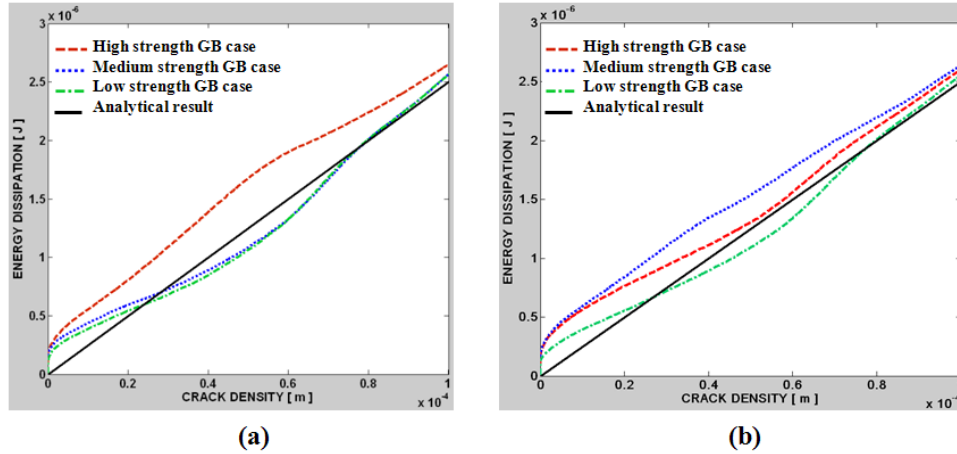 x 10⁻⁶
3
2.5
2
1.5
1
0.5
0
ENERGY DISSIPATION [ J ]
High strength GB case
Medium strength GB case
Low strength GB case
Analytical result
0 0.2 0.4 0.6 0.8 1
CRACK DENSITY [ m ]
x 10⁻⁴
(a)
x 10⁻⁶
3
2.5
2
1.5
1
0.5
0
ENERGY DISSIPATION [ J ]
High strength GB case
Medium strength GB case
Low strength GB case
Analytical result
0 0.2 0.4 0.6 0.8
CRACK DENSITY [ m ]
(b)